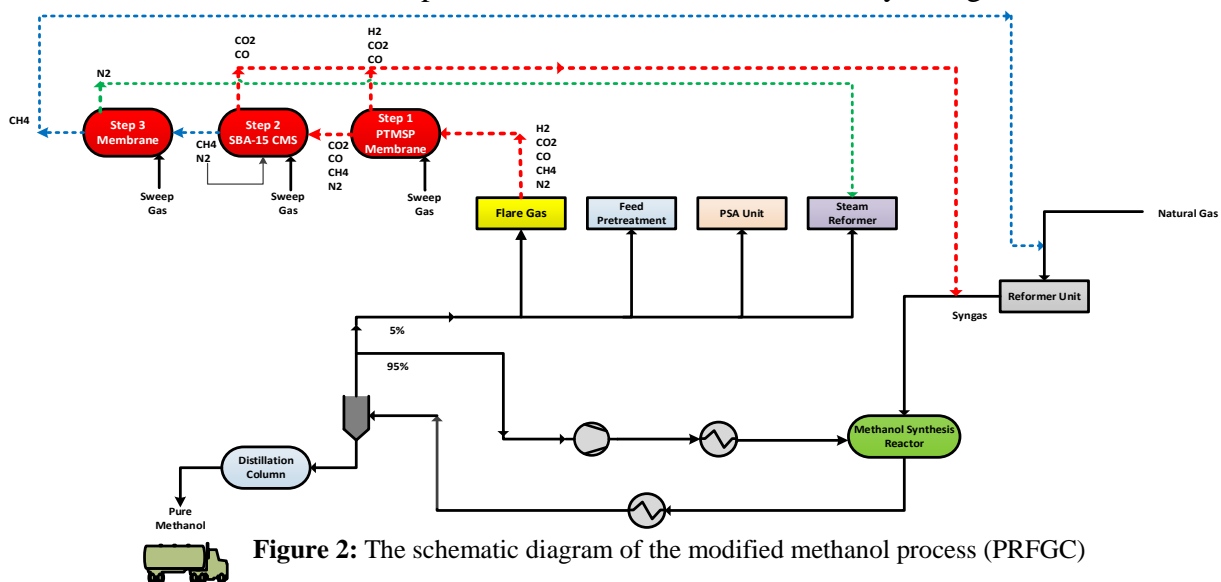 H2
CO2
CO
CO2
CO
N2
CH4
Step 3
Membrane
Step 2
SBA-15 CMS
Step 1
PTMSP
Membrane
CH4
N2
CO2
CO
CH4
N2
H2
CO2
CO
CH4
N2
Sweep
Gas
Sweep
Gas
Sweep
Gas
Flare Gas
Feed
Pretreatment
PSA Unit
Steam
Reformer
Natural Gas
Reformer Unit
Syngas
5%
95%
Methanol Synthesis
Reactor
Distillation
Column
Pure
Methanol
Figure 2: The schematic diagram of the modified methanol process (PRFGC)